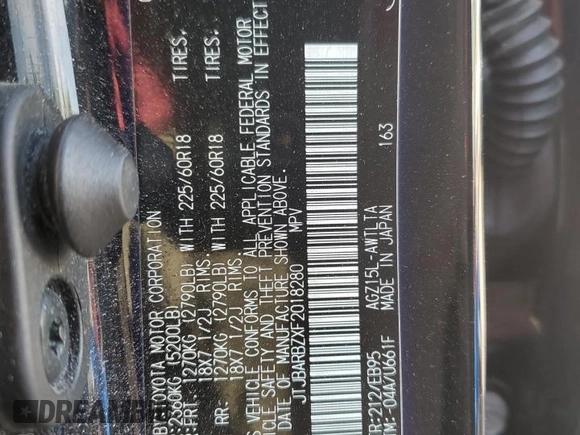 BY TOYOTA MOTOR CORPORATION
:2360KG (5200LB)
:FRT: 1270KG (2790LB) WITH 225/60R18 TIRES.
18X7 1/2J RIMS.
RR: 1270KG (2790LB) WITH 225/60R18 TIRES.
18X7 1/2J RIMS.
VEHICLE CONFORMS TO ALL APPLICABLE FEDERAL MOTOR
VEHICLE SAFETY AND THEFT PREVENTION STANDARDS IN EFFECT
DATE OF MANUFACTURE SHOWN ABOVE.
JTJBARBZXF2018280 MPV
AGZ15L-AWTLTA 163
R:212/EB95 MADE IN JAPAN
TM:-04A/U661F
DREAMBID